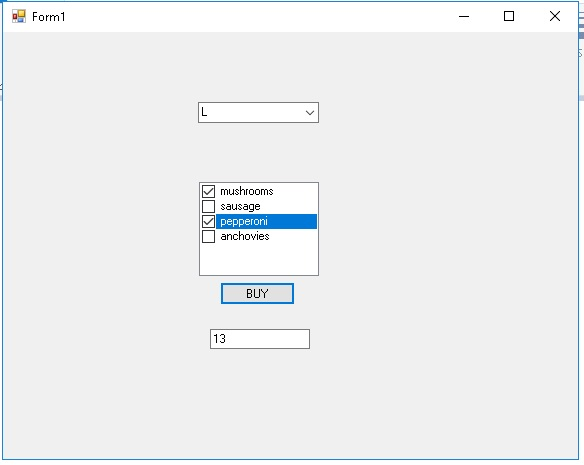 Form1
L
mushrooms
sausage
pepperoni
anchovies
BUY
13